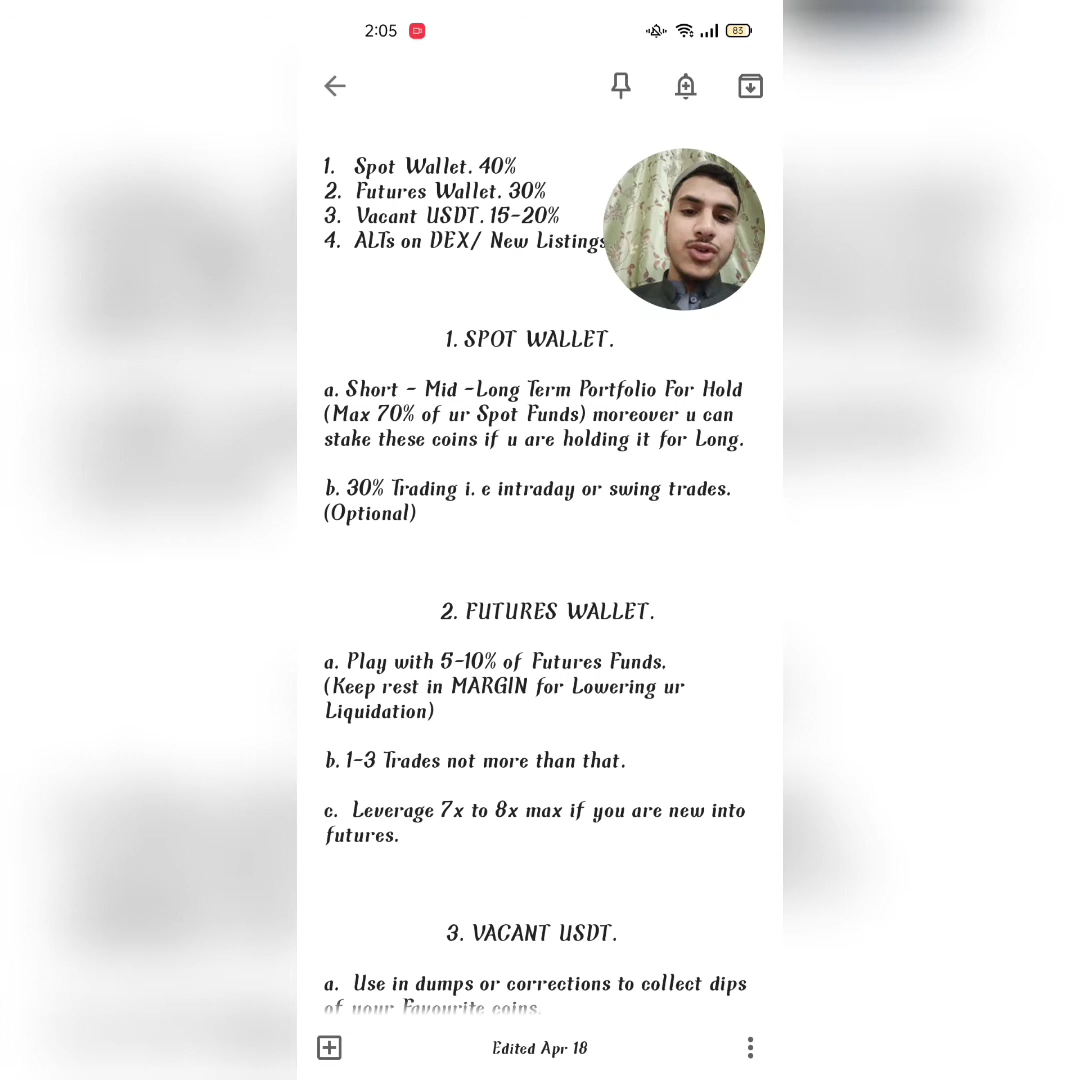 2:05
83
1. Spot Wallet. 40%
2. Futures Wallet. 30%
3. Vacant USDT. 15-20%
4. ALTs on DEX/ New Listings
1. SPOT WALLET.
a. Short - Mid -Long Term Portfolio For Hold
(Max 70% of ur Spot Funds) moreover u can
stake these coins if u are holding it for Long.
b. 30% Trading i. e intraday or swing trades.
(Optional)
2. FUTURES WALLET.
a. Play with 5-10% of Futures Funds.
(Keep rest in MARGIN for Lowering ur
Liquidation)
b. 1-3 Trades not more than that.
c. Leverage 7x to 8x max if you are new into
futures.
3. VACANT USDT.
a. Use in dumps or corrections to collect dips
of your Favourite coins.
Edited Apr 18